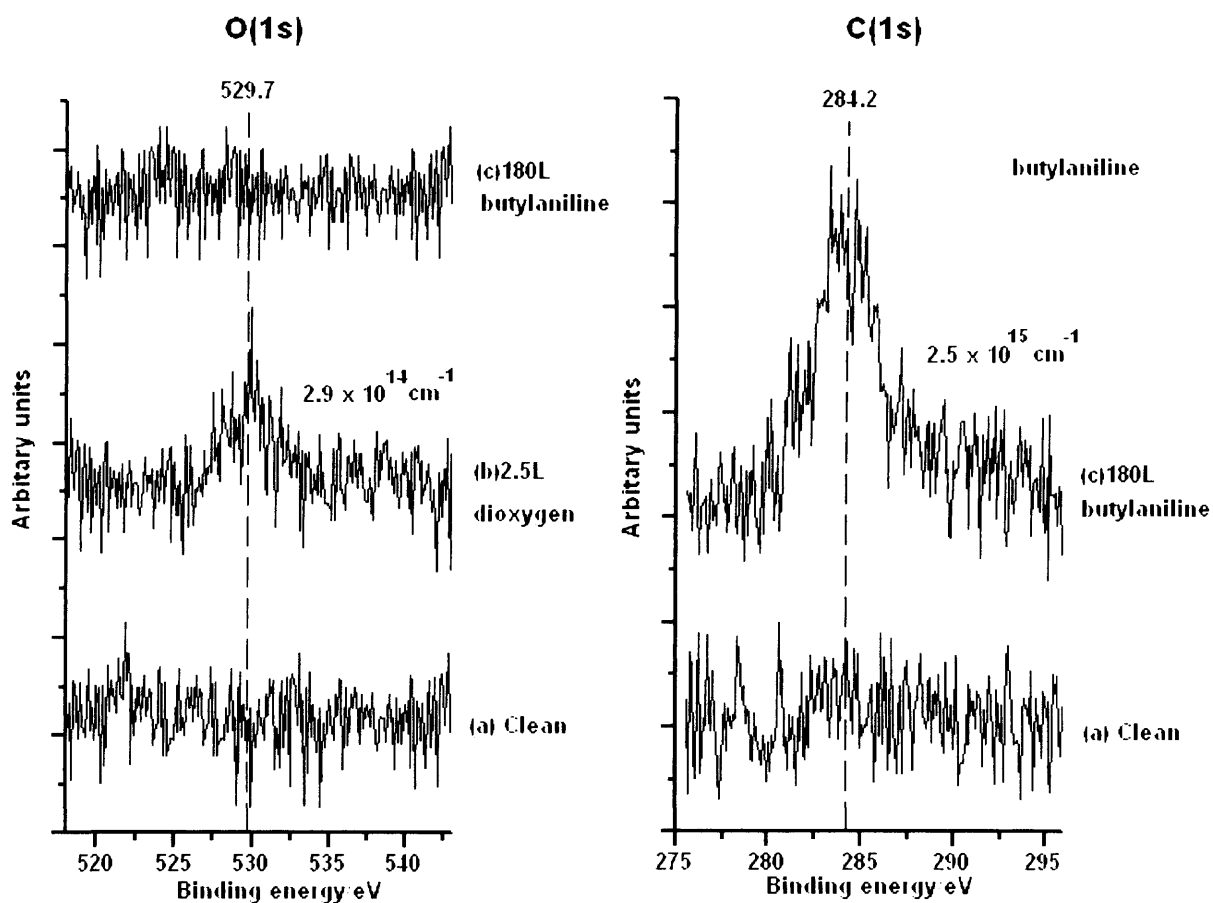 O(1s)
529.7
(c)180L
butylaniline
2.9 x 10^14 cm^-1
(b)2.5L
dioxygen
(a) Clean
Arbitary units
520 525 530 535 540
Binding energy eV
C(1s)
284.2
butylaniline
2.5 x 10^15 cm^-1
(c)180L
butylaniline
(a) Clean
Arbitary units
275 280 285 290 295
Binding energy eV